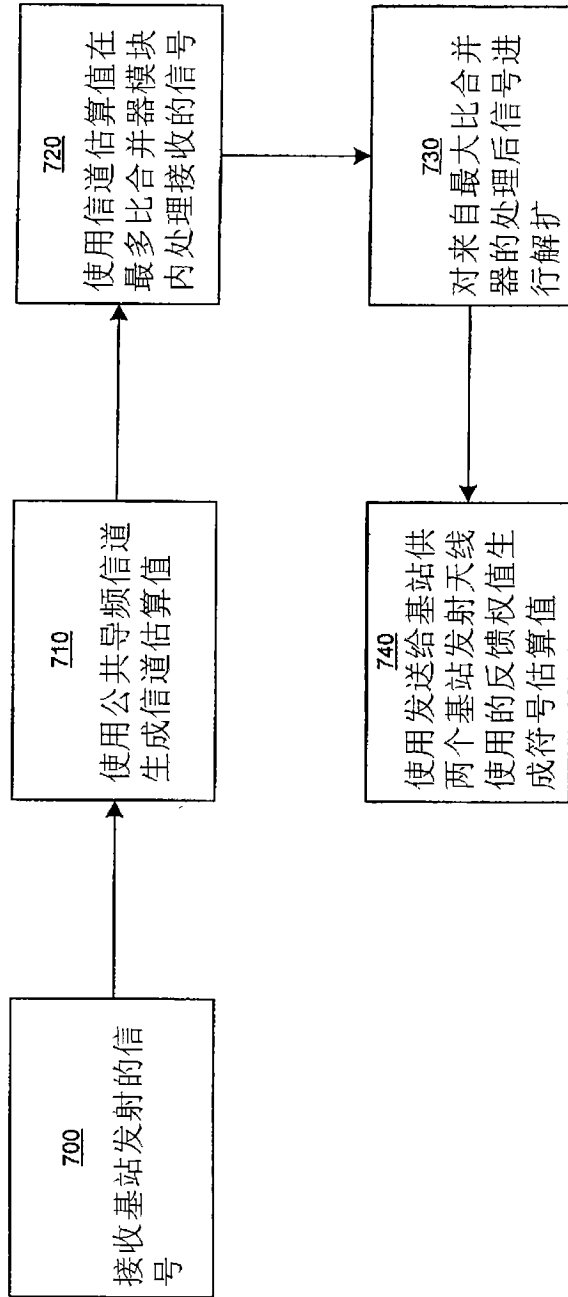 700
接收基站发射的信
号
710
使用公共导频信道
生成信道估算值
720
使用信道估算值在
最多比合并器模块
内处理接收的信号
730
对来自最大比合并
器的处理后信号进
行解扩
740
使用发送给基站供
两个基站发射天线
使用的反馈权值生
成符号估算值